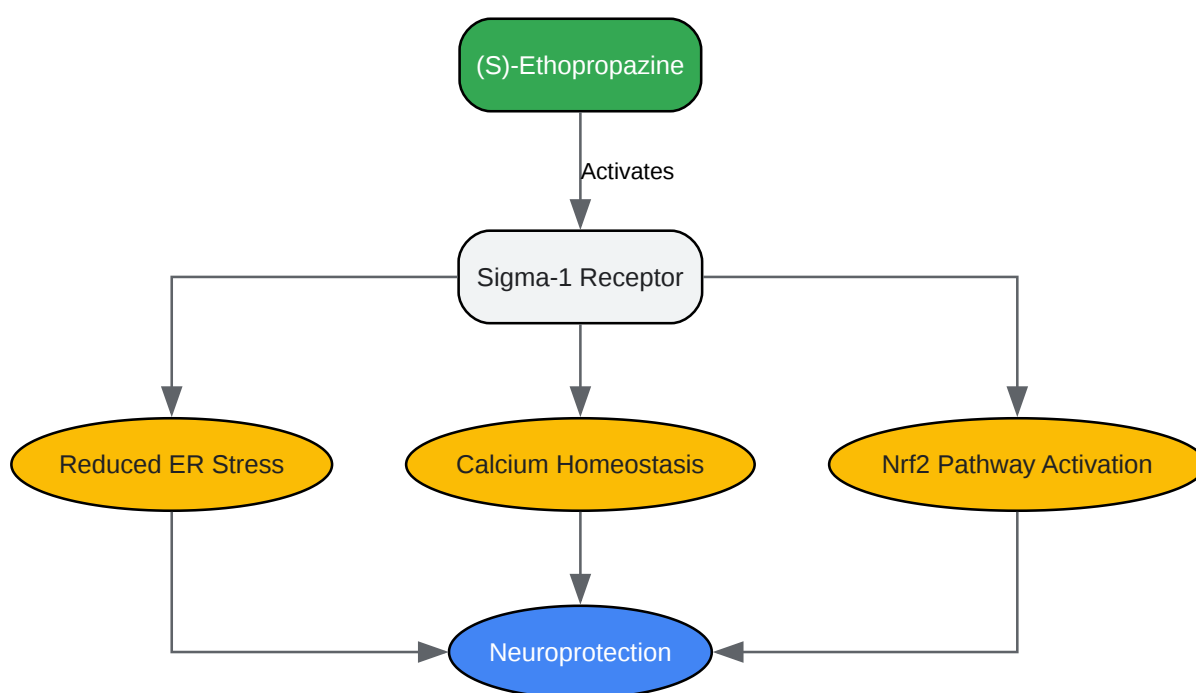 (S)-Ethopropazine
Activates
Sigma-1 Receptor
Reduced ER Stress
Calcium Homeostasis
Nrf2 Pathway Activation
Neuroprotection